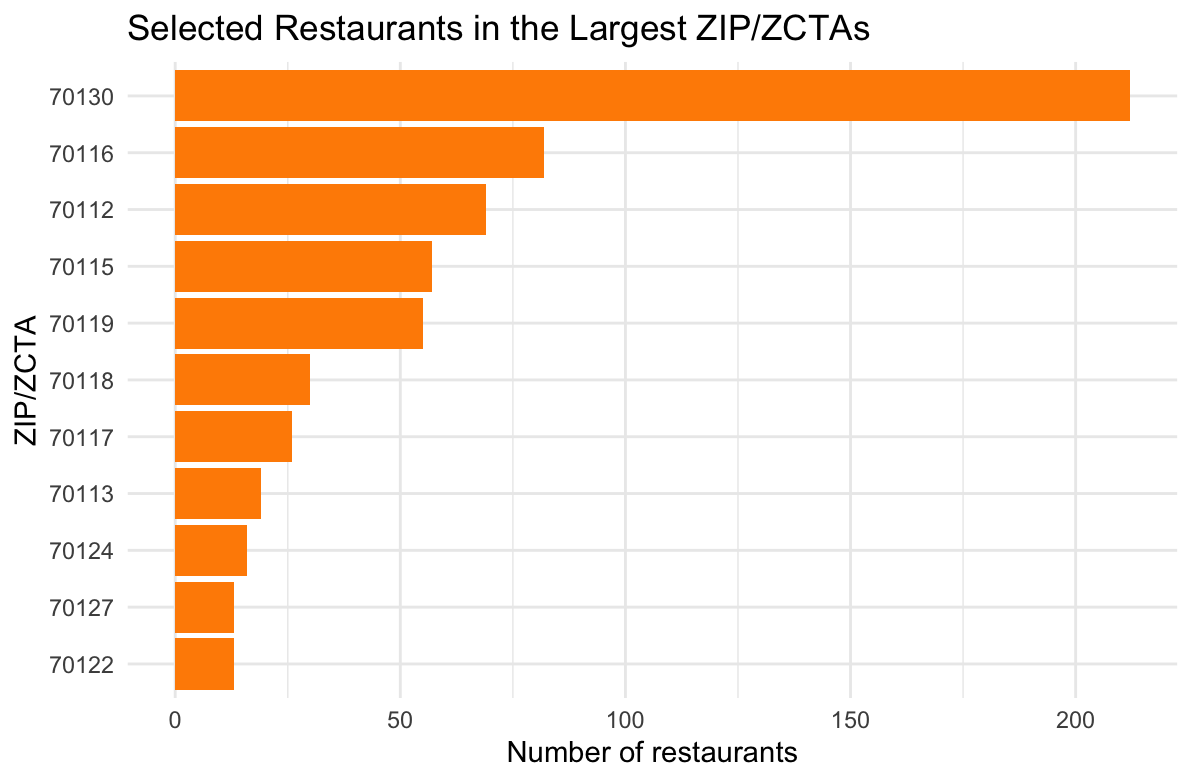 Selected Restaurants in the Largest ZIP/ZCTAs
ZIP/ZCTA
70130
70116
70112
70115
70119
70118
70117
70113
70124
70127
70122
0 50 100 150 200
Number of restaurants